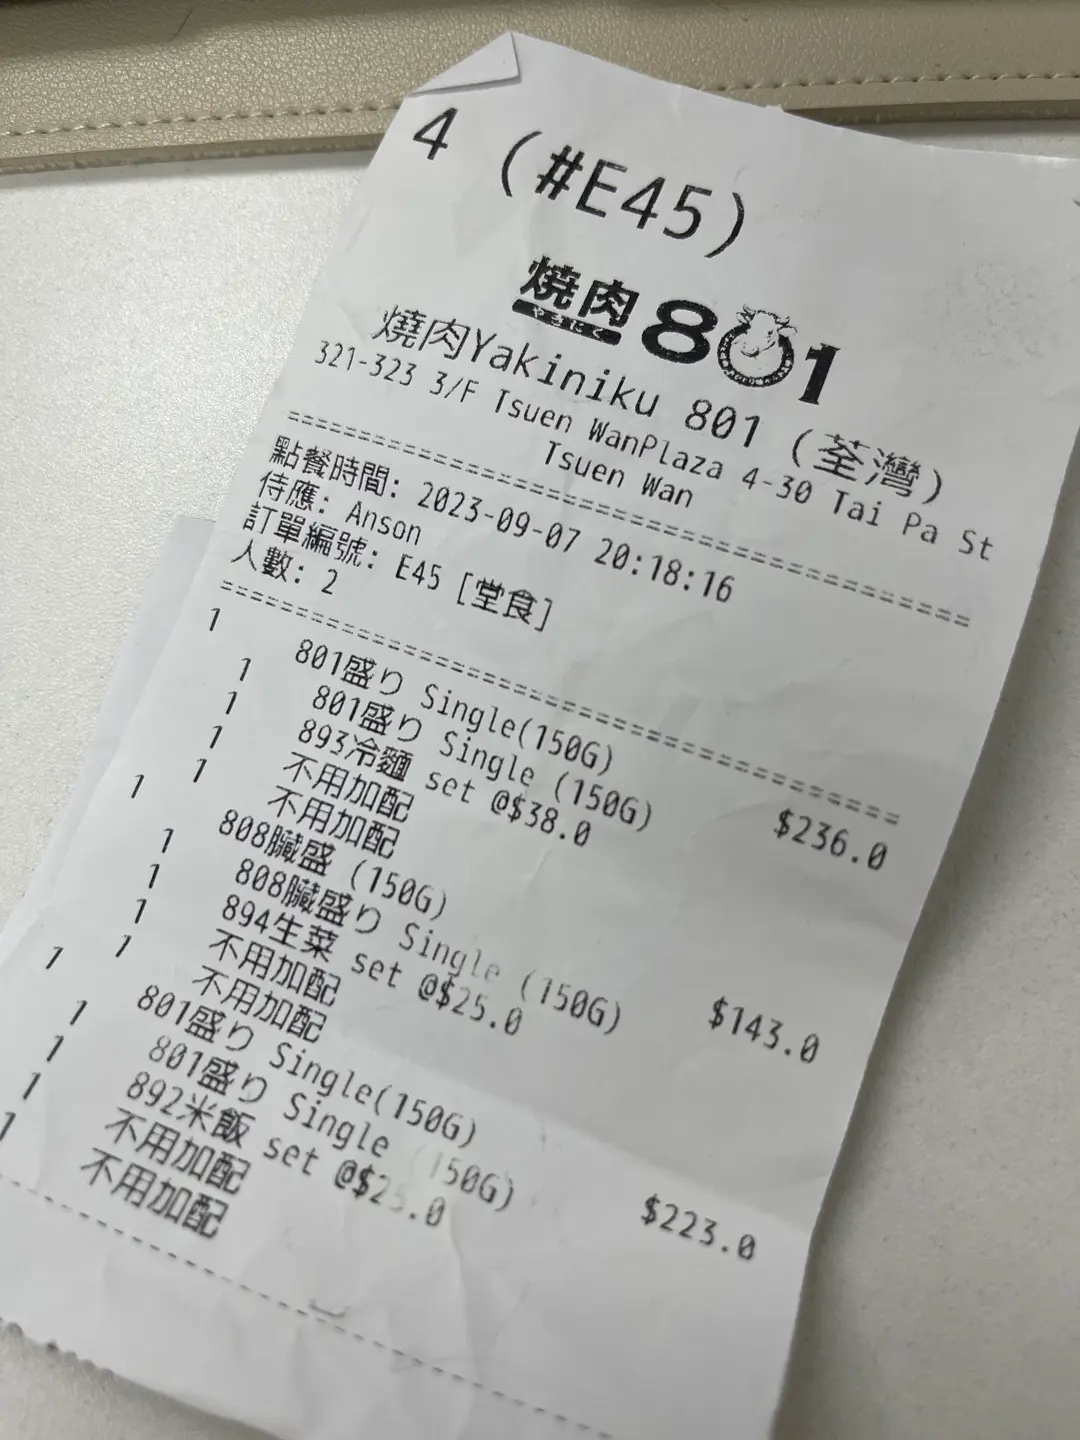 4 (#E45)
燒肉 801
やきにく
燒肉Yakiniku 801 (荃灣)
321-323 3/F Tsuen WanPlaza 4-30 Tai Pa St
Tsuen Wan
點餐時間: 2023-09-07 20:18:16
侍應: Anson
訂單編號: E45 [堂食]
人數: 2
1 801盛り Single(150G) $236.0
1 801盛り Single (150G)
1 893冷麵 set @$38.0
1 不用加配
1 不用加配
1 808臟盛 (150G) $143.0
1 808臟盛り Single (150G)
1 894生菜 set @$25.0
1 不用加配
1 不用加配
1 801盛り Single(150G) $223.0
1 801盛り Single (150G)
1 892米飯 set @$25.0
1 不用加配
1 不用加配